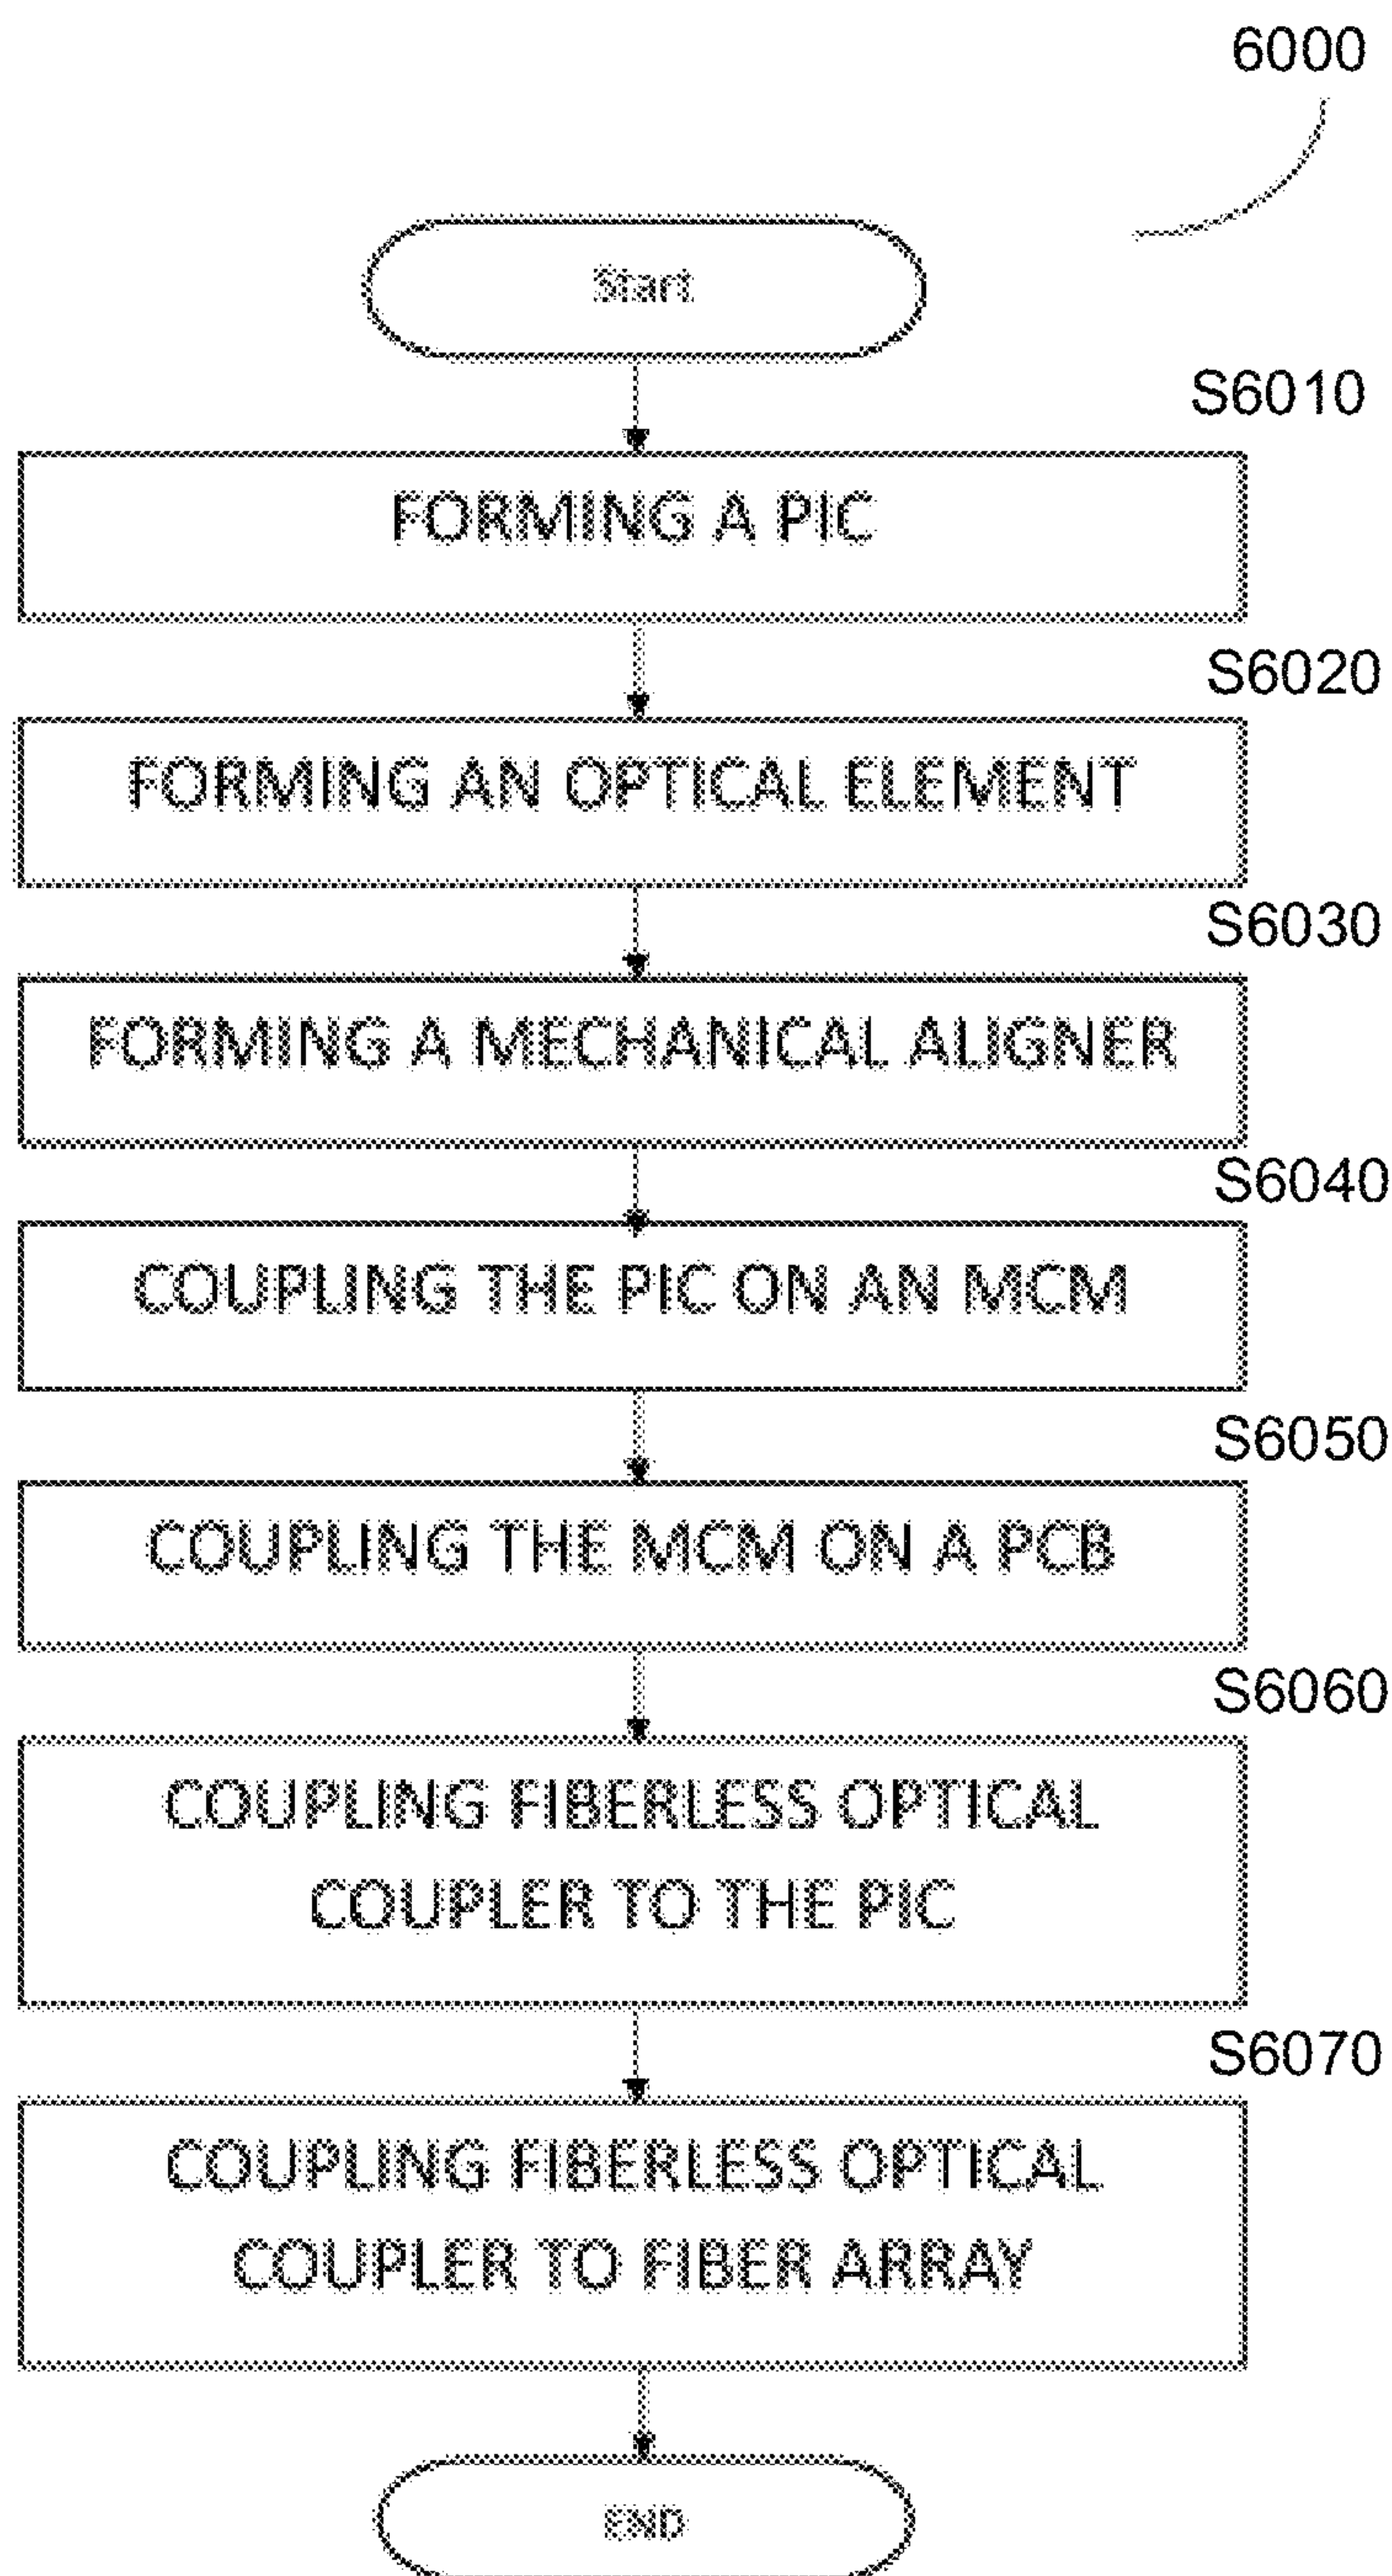 6000
Start
S6010
FORMING A PIC
S6020
FORMING AN OPTICAL ELEMENT
S6030
FORMING A MECHANICAL ALIGNER
S6040
COUPLING THE PIC ON AN MCM
S6050
COUPLING THE MCM ON A PCB
S6060
COUPLING FIBERLESS OPTICAL
COUPLER TO THE PIC
S6070
COUPLING FIBERLESS OPTICAL
COUPLER TO FIBER ARRAY
END